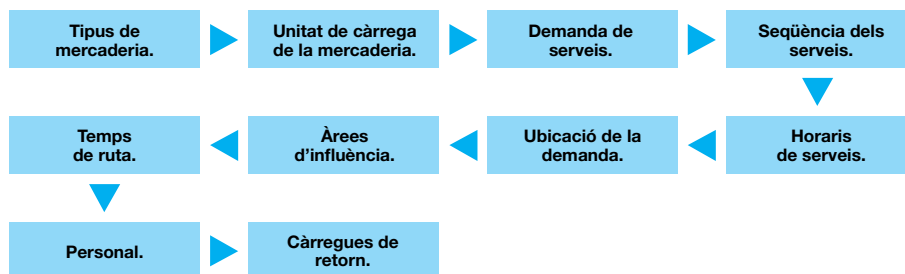 Tipus de
mercaderia.
Unitat de càrrega
de la mercaderia.
Demanda de
serveis.
Seqüència dels
serveis.
Horaris
de serveis.
Ubicació de la
demanda.
Àrees
d’influència.
Temps
de ruta.
Personal.
Càrregues de
retorn.